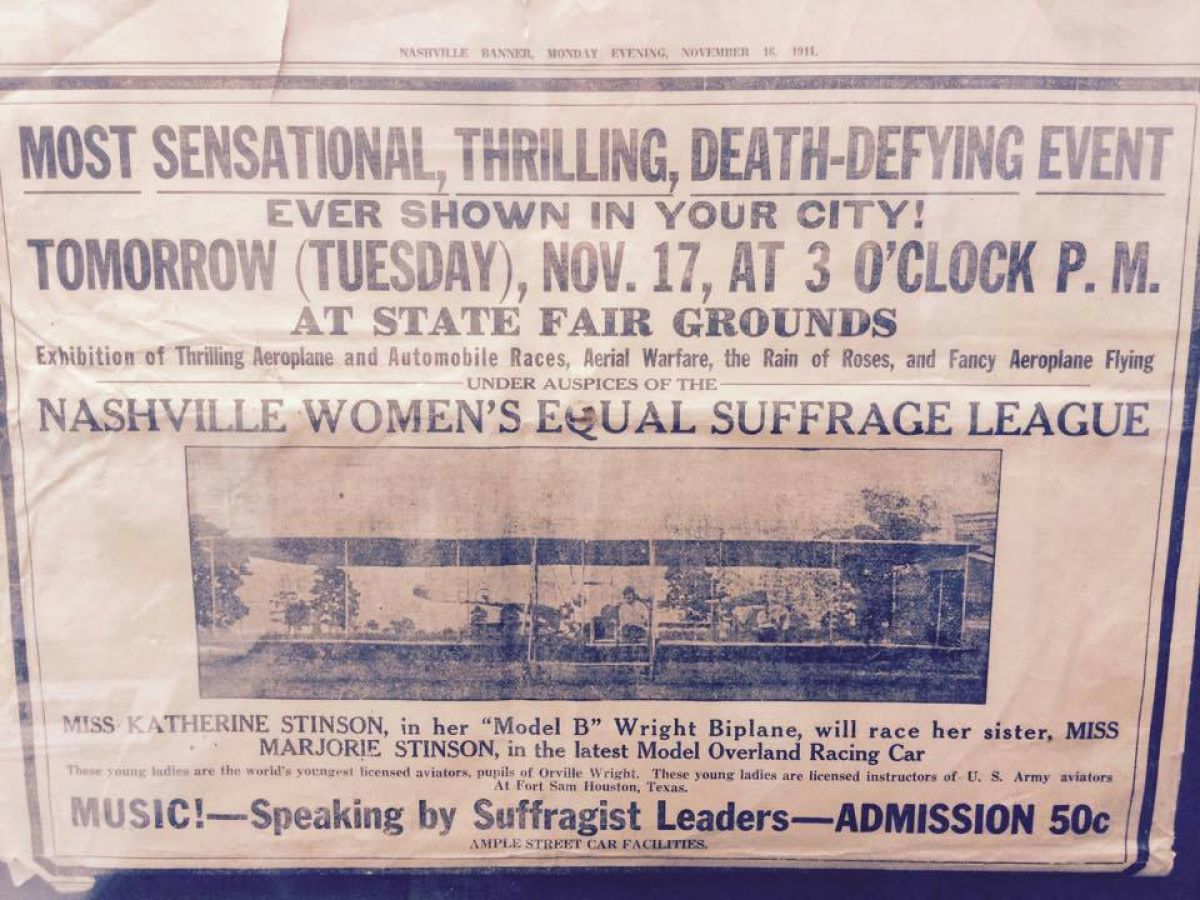 NASHVILLE BANNER, MONDAY EVENING, NOVEMBER 16, 1914.
MOST SENSATIONAL, THRILLING, DEATH-DEFYING EVENT
EVER SHOWN IN YOUR CITY!
TOMORROW (TUESDAY), NOV. 17, AT 3 O'CLOCK P. M.
AT STATE FAIR GROUNDS
Exhibition of Thrilling Aeroplane and Automobile Races, Aerial Warfare, the Rain of Roses, and Fancy Aeroplane Flying
UNDER AUSPICES OF THE
NASHVILLE WOMEN'S EQUAL SUFFRAGE LEAGUE
MISS KATHERINE STINSON, in her "Model B" Wright Biplane, will race her sister, MISS
MARJORIE STINSON, in the latest Model Overland Racing Car
These young ladies are the world's youngest licensed aviators, pupils of Orville Wright. These young ladies are licensed instructors of U. S. Army aviators
At Fort Sam Houston, Texas.
MUSIC!—Speaking by Suffragist Leaders—ADMISSION 50c
AMPLE STREET CAR FACILITIES.